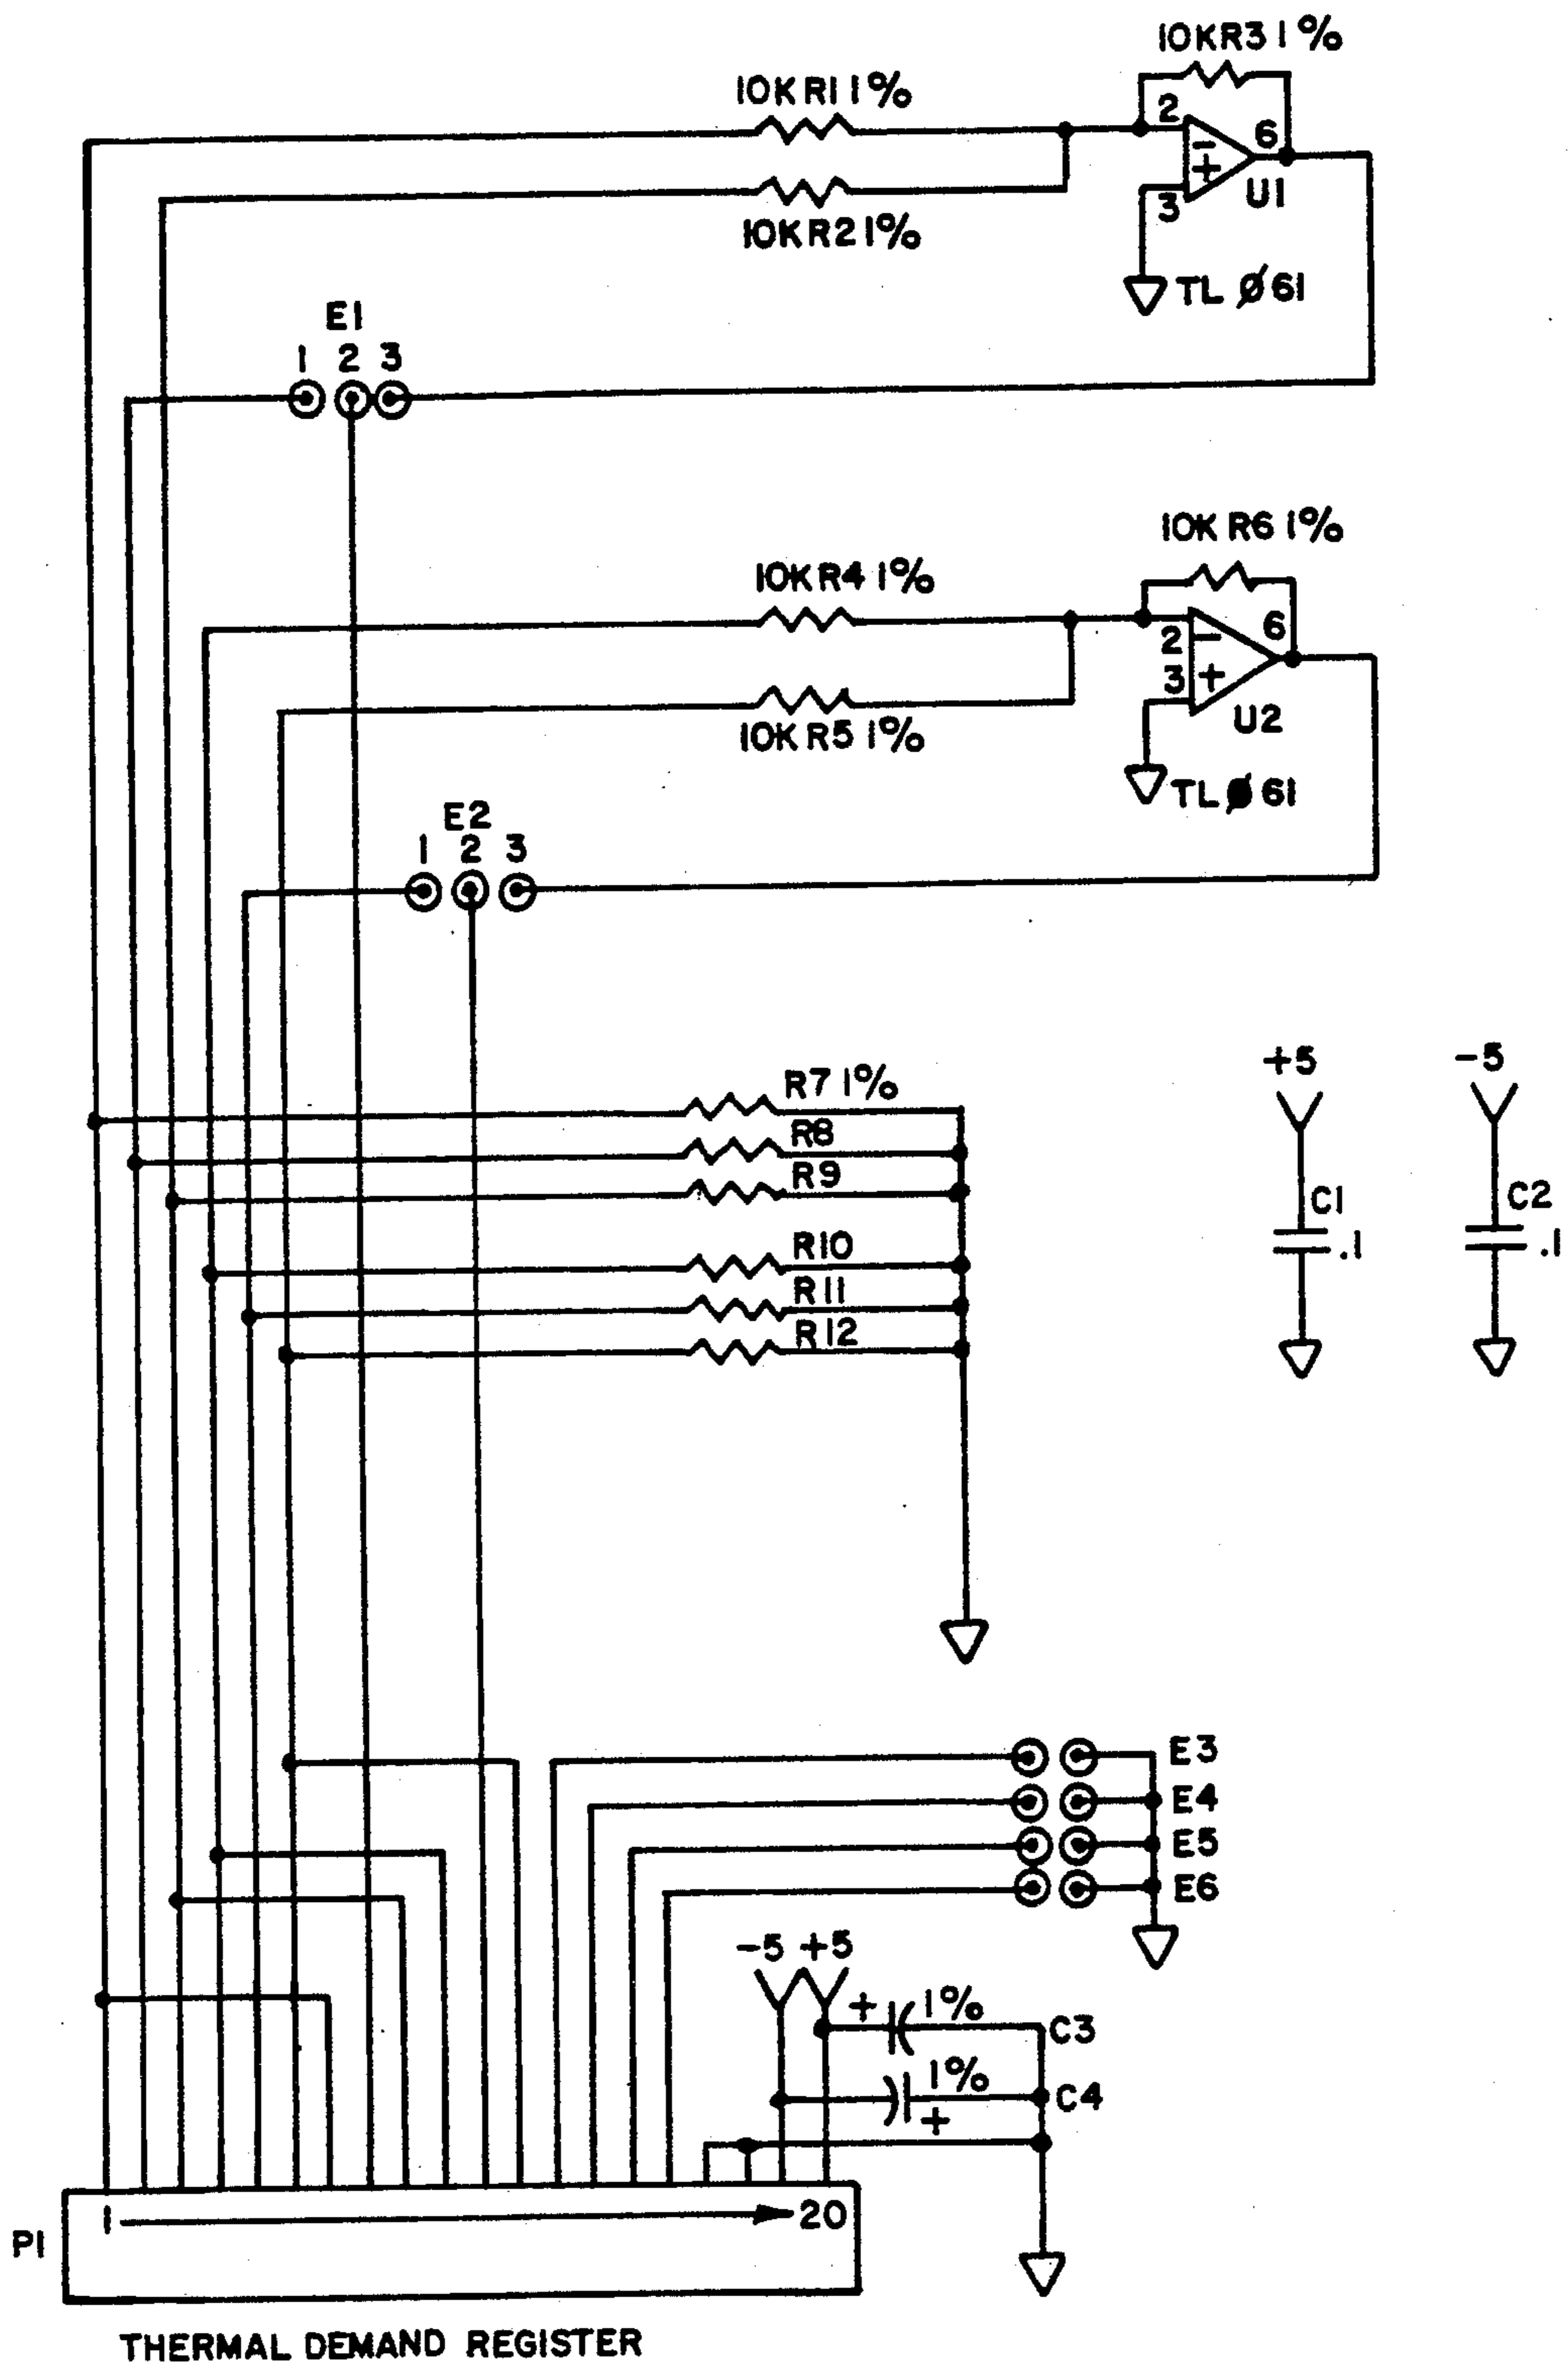 10KR3 1%
10KR1 1%
2
6
-
+
3
U1
10KR2 1%
TL Ø61
E1
1 2 3
10K R6 1%
10K R4 1%
2
6
-
3
+
U2
10K R5 1%
TLØ61
E2
1 2 3
+5
-5
R7 1%
R8
R9
C1
.1
C2
.1
R10
R11
R12
E3
E4
E5
E6
-5 +5
+
1%
C3
1%
C4
+
1
20
P1
THERMAL DEMAND REGISTER